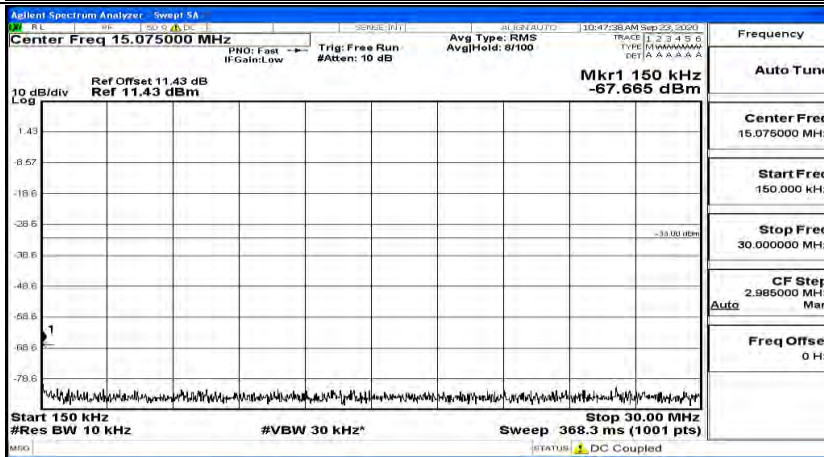 Agilent Spectrum Analyzer - Swept SA
RL RF 50 Ω DC SENSE:INT ALIGN AUTO 10:47:38 AM Sep 23, 2020
Center Freq 15.075000 MHz
PNO: Fast
IFGain:Low
Trig: Free Run
#Atten: 10 dB
Avg Type: RMS
Avg|Hold: 8/100
TRACE 1 2 3 4 5 6
TYPE M WWWWW
DET A A A A A A
Ref Offset 11.43 dB
10 dB/div Ref 11.43 dBm
Log
Mkr1 150 kHz
-67.665 dBm
1.43
-8.57
-18.6
-28.6
-33.00 dBm
-38.6
-48.6
-58.6
-68.6
-78.6
1
Start 150 kHz
Stop 30.00 MHz
#Res BW 10 kHz
#VBW 30 kHz*
Sweep 368.3 ms (1001 pts)
MSG
STATUS DC Coupled
Frequency
Auto Tune
Center Freq
15.075000 MHz
Start Freq
150.000 kHz
Stop Freq
30.000000 MHz
CF Step
2.985000 MHz
Auto Man
Freq Offset
0 Hz